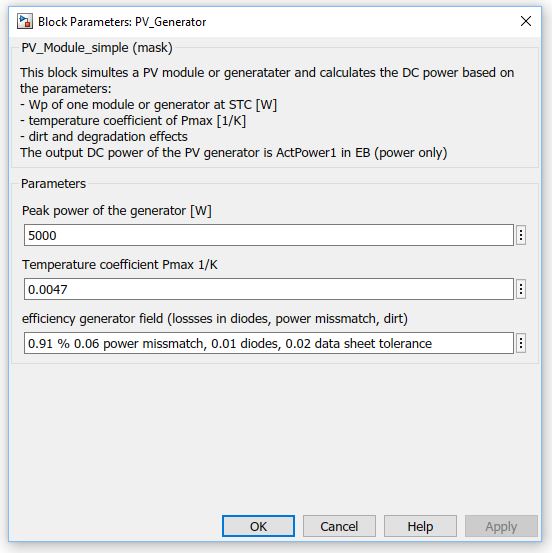 Block Parameters: PV_Generator
PV_Module_simple (mask)
This block simultes a PV module or generatater and calculates the DC power based on
the parameters:
- Wp of one module or generator at STC [W]
- temperature coefficient of Pmax [1/K]
- dirt and degradation effects
The output DC power of the PV generator is ActPower1 in EB (power only)
Parameters
Peak power of the generator [W]
5000
Temperature coefficient Pmax 1/K
0.0047
efficiency generator field (lossses in diodes, power missmatch, dirt)
0.91 % 0.06 power missmatch, 0.01 diodes, 0.02 data sheet tolerance
OK Cancel Help Apply